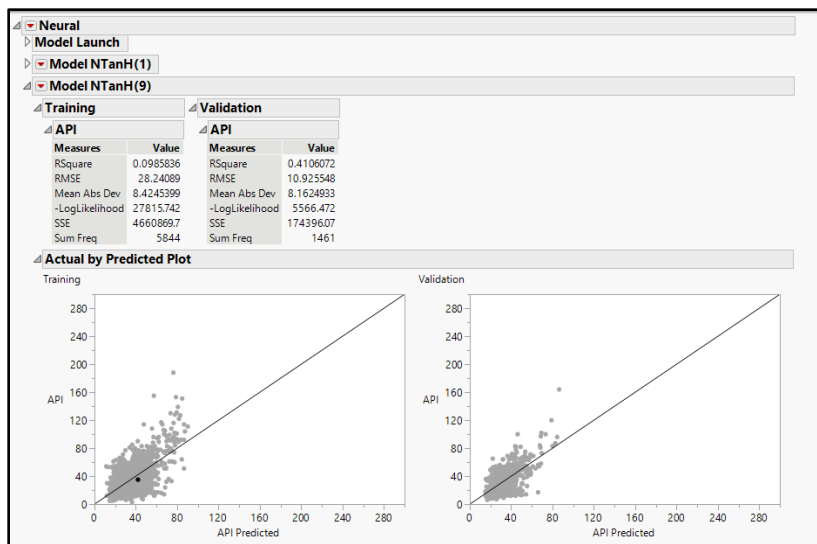 Neural
Model Launch
Model NTanH(1)
Model NTanH(9)
Training Validation
API API
Measures Value Measures Value
RSquare 0.0985836 RSquare 0.4106072
RMSE 28.24089 RMSE 10.925548
Mean Abs Dev 8.4245399 Mean Abs Dev 8.1624933
-LogLikelihood 27815.742 -LogLikelihood 5566.472
SSE 4660869.7 SSE 174396.07
Sum Freq 5844 Sum Freq 1461
Actual by Predicted Plot
Training Validation
280 280
240 240
200 200
160 160
API API
120 120
80 80
40 40
0 0
0 40 80 120 160 200 240 280 0 40 80 120 160 200 240 280
API Predicted API Predicted